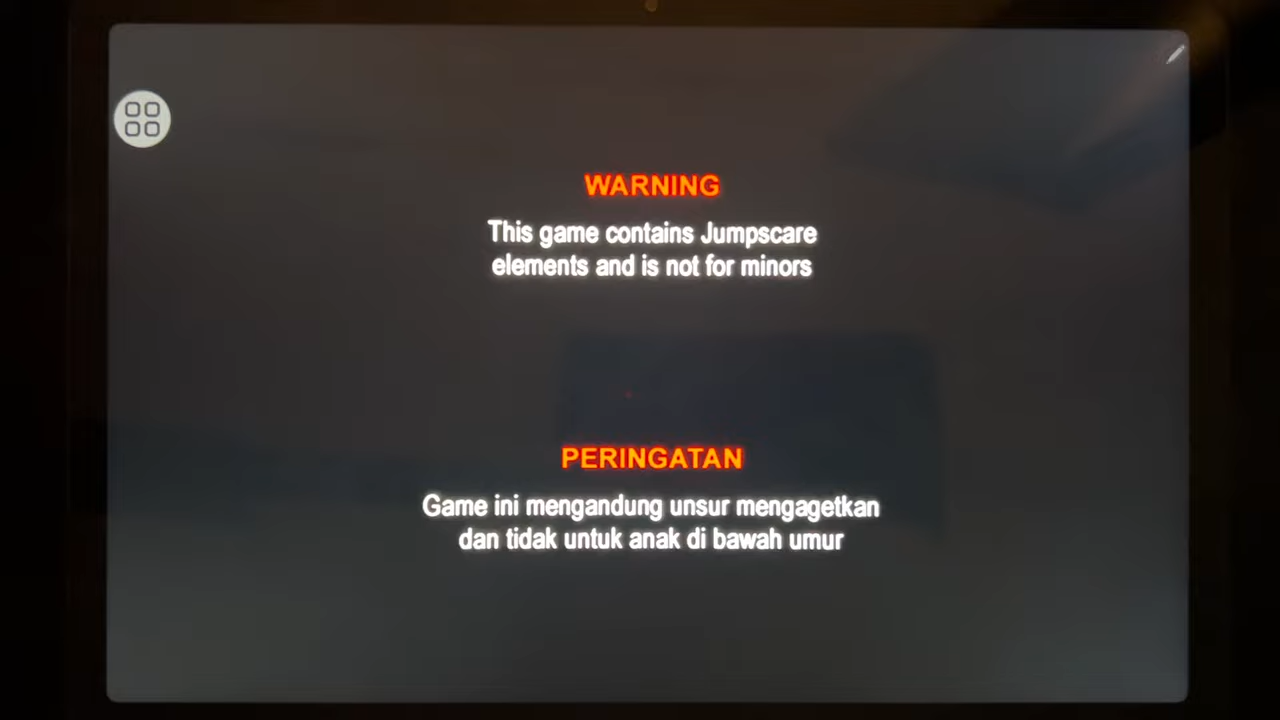 WARNING
This game contains Jumpscare
elements and is not for minors
PERINGATAN
Game ini mengandung unsur mengagetkan
dan tidak untuk anak di bawah umur